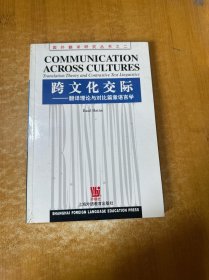 国外翻译研究丛书之二
COMMUNICATION
ACROSS CULTURES
Translation Theory and Contrastive Text Linguistics
跨文化交际
——翻译理论与对比篇章语言学
Basil Hatim
上海外语教育出版社
SHANGHAI FOREIGN LANGUAGE EDUCATION PRESS